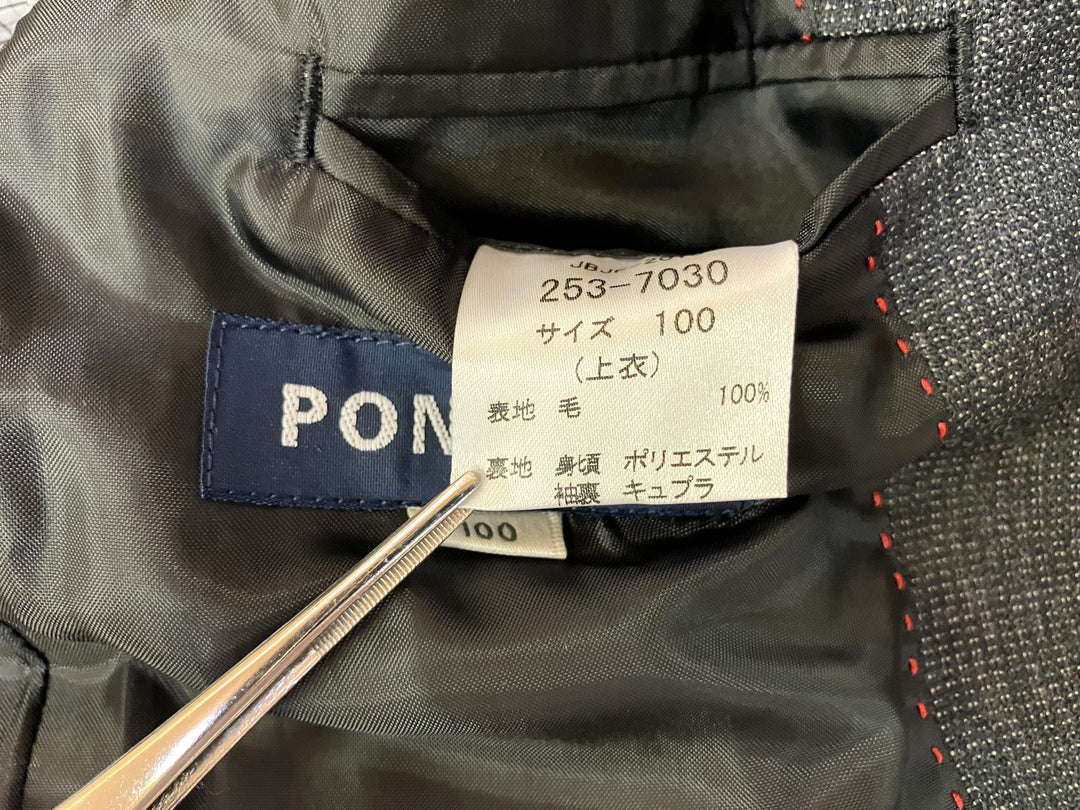 253-7030
サイズ 100
(上衣)
表地 毛 100%
裏地 身頃 ポリエステル
袖裏 キュプラ
PON
100